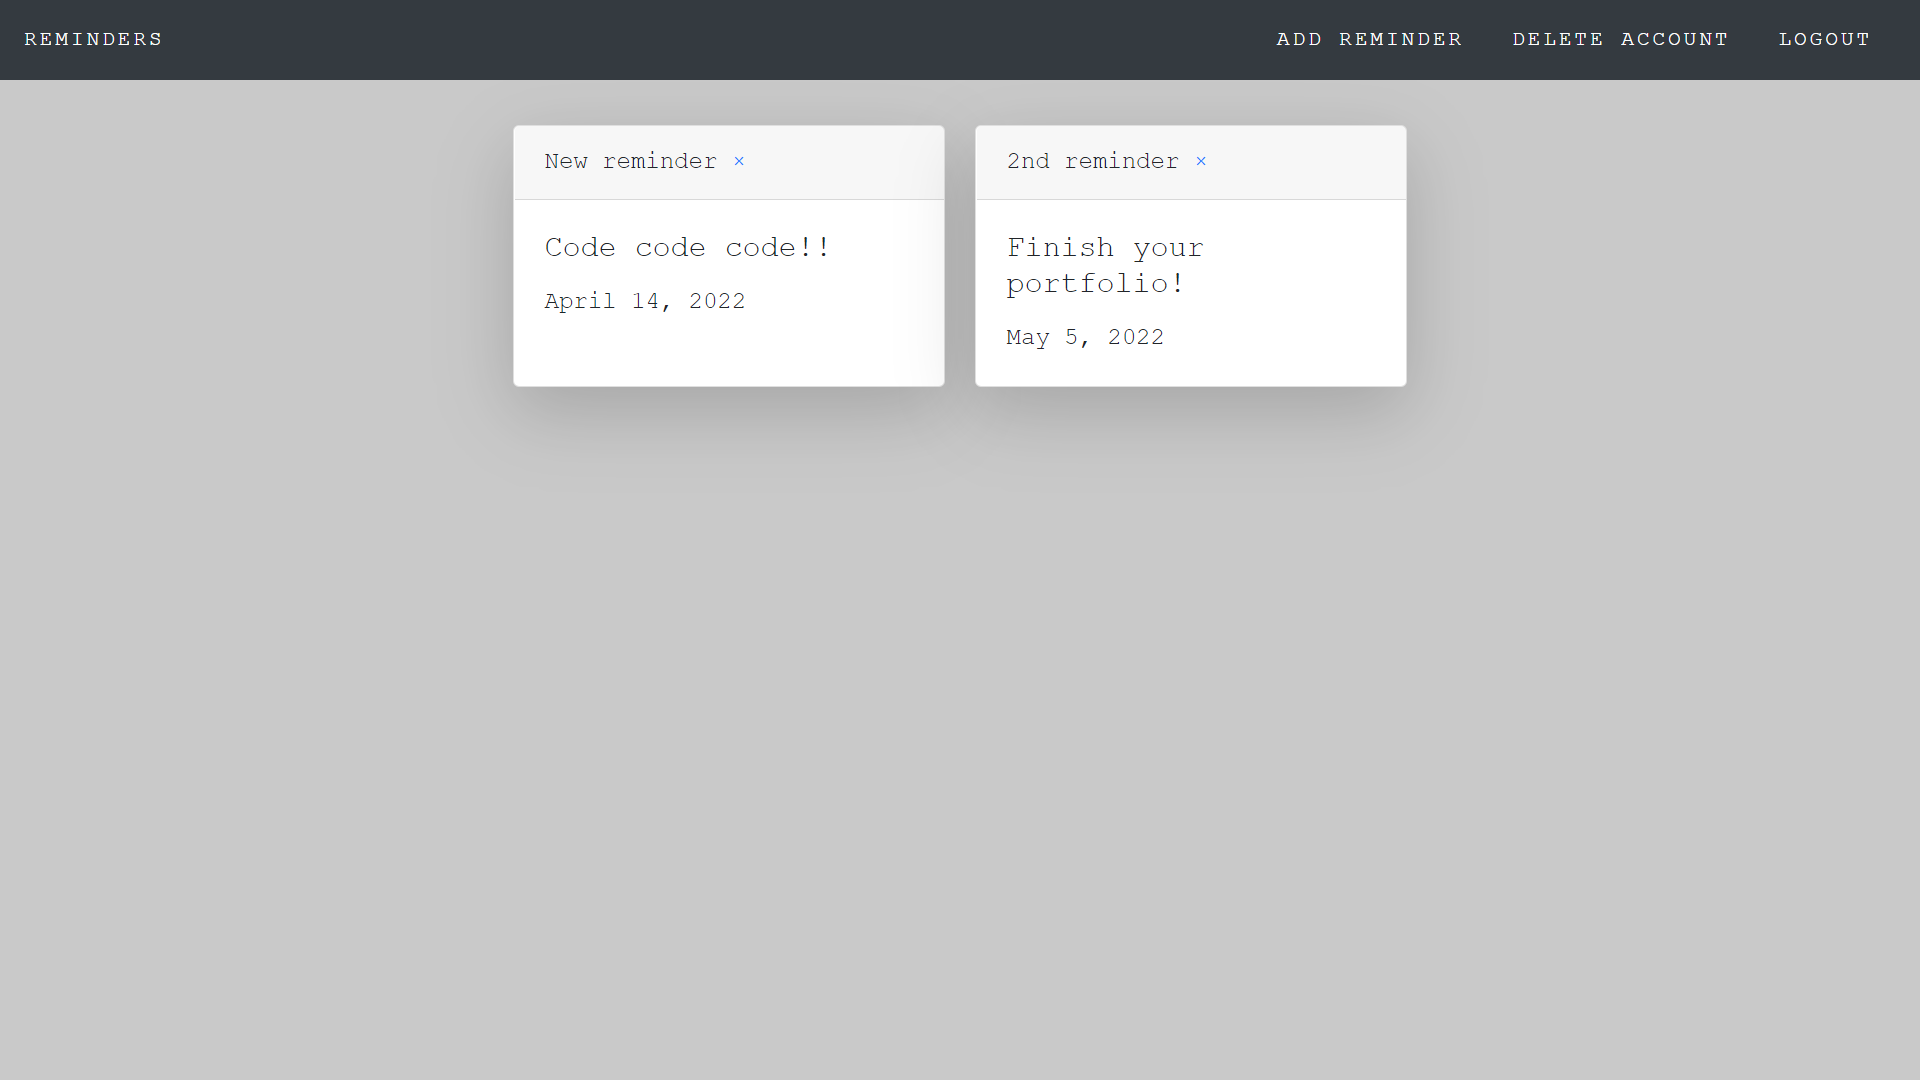 REMINDERS
ADD REMINDER DELETE ACCOUNT LOGOUT
New reminder ×
Code code code!!
April 14, 2022
2nd reminder ×
Finish your
portfolio!
May 5, 2022